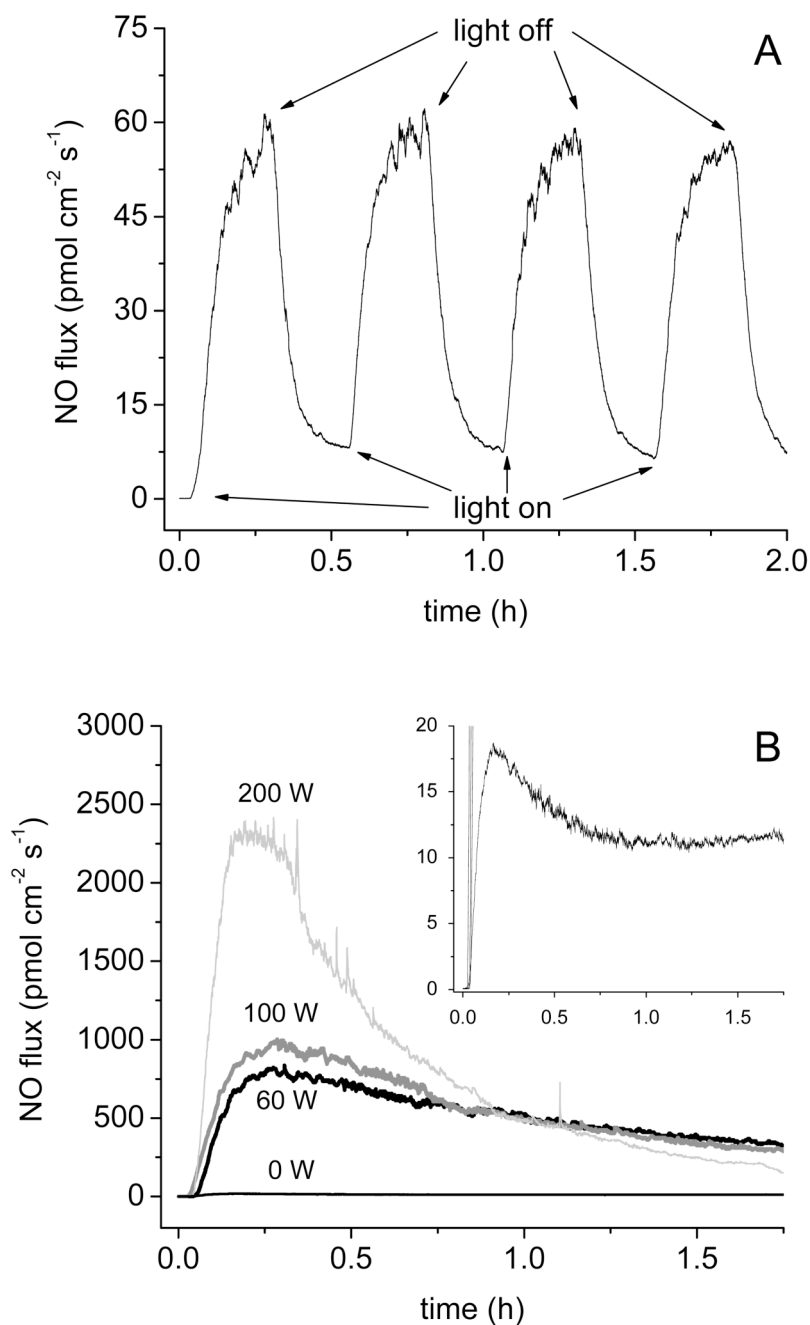 A
light off
75
60
45
30
15
0
NO flux (pmol cm⁻² s⁻¹)
light on
0.0 0.5 1.0 1.5 2.0
time (h)
B
3000
2500
2000
1500
1000
500
0
NO flux (pmol cm⁻² s⁻¹)
200 W
100 W
60 W
0 W
20
15
10
5
0
0.0 0.5 1.0 1.5
0.0 0.5 1.0 1.5
time (h)